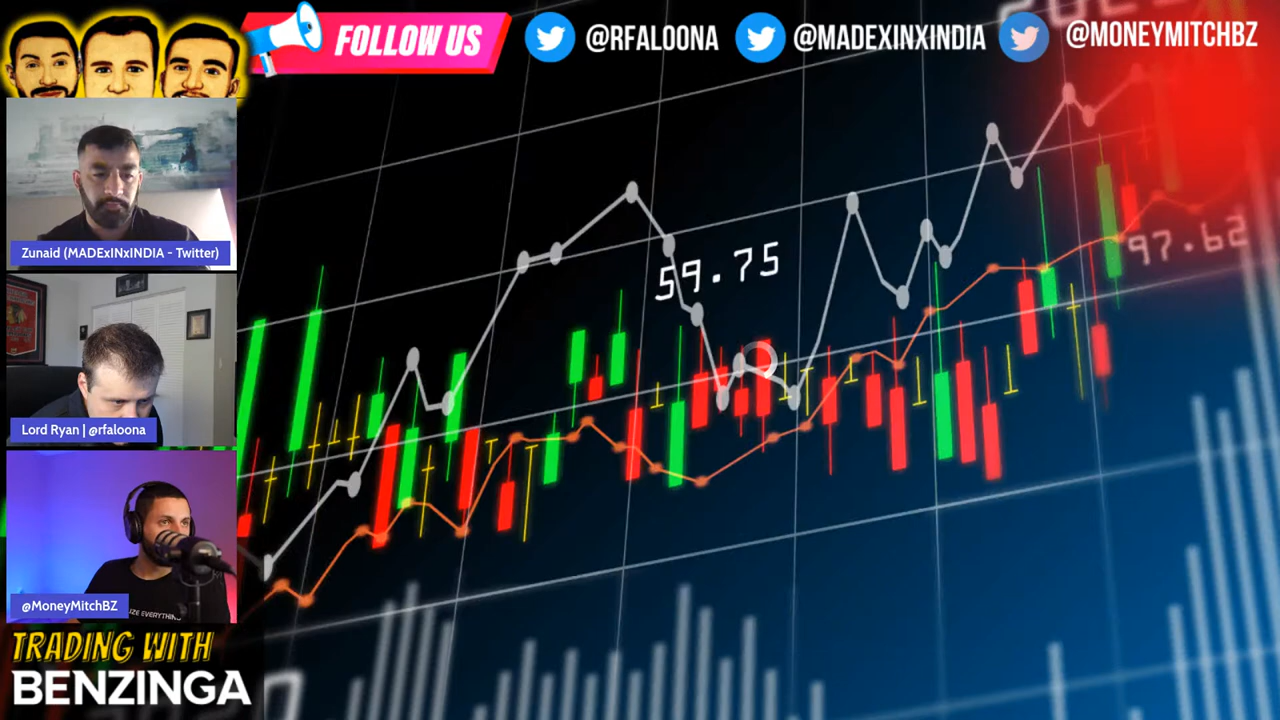 FOLLOW US
@RFALOONA
@MADEXINXINDIA
@MONEYMITCHBZ
59.75
97.62
Zunaid (MADExINxINDIA - Twitter)
Lord Ryan | @rfaloona
@MoneyMitchBZ
TRADING WITH
BENZINGA